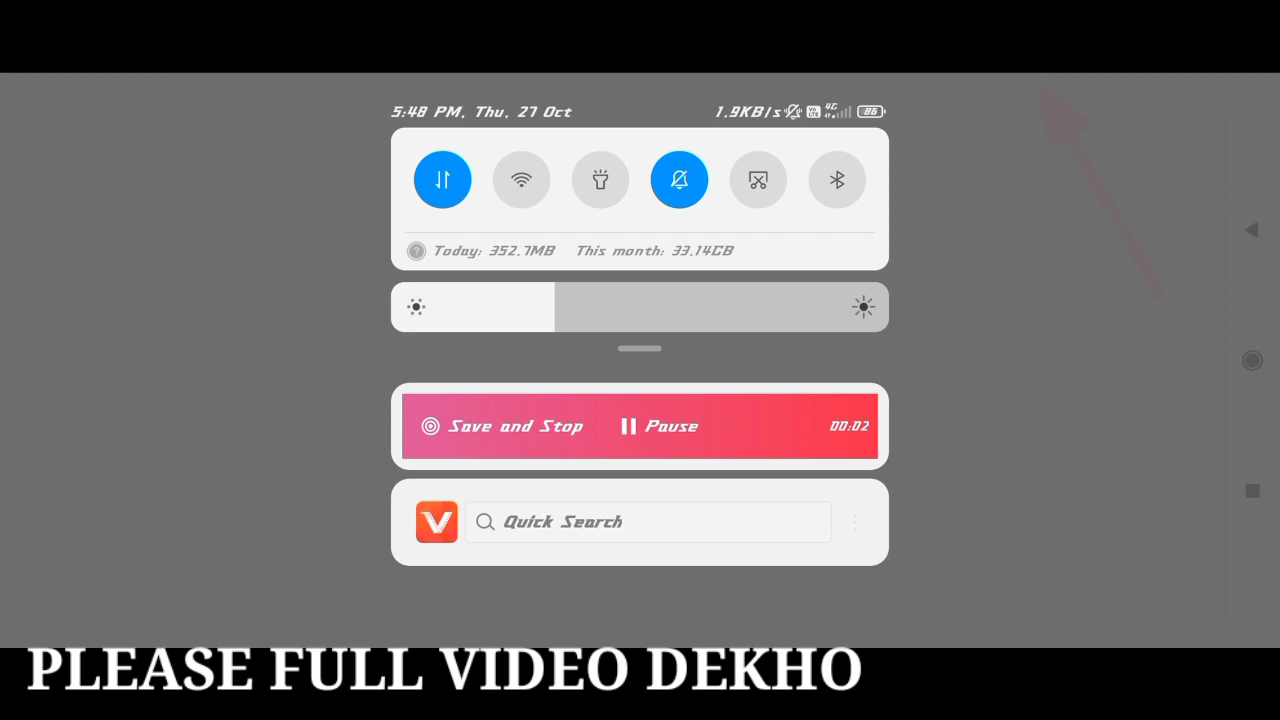 5:48 PM, Thu, 27 Oct 1.9KB/s 4G 86
Today: 352.7MB This month: 33.14GB
Save and Stop Pause 00:02
Quick Search
PLEASE FULL VIDEO DEKHO